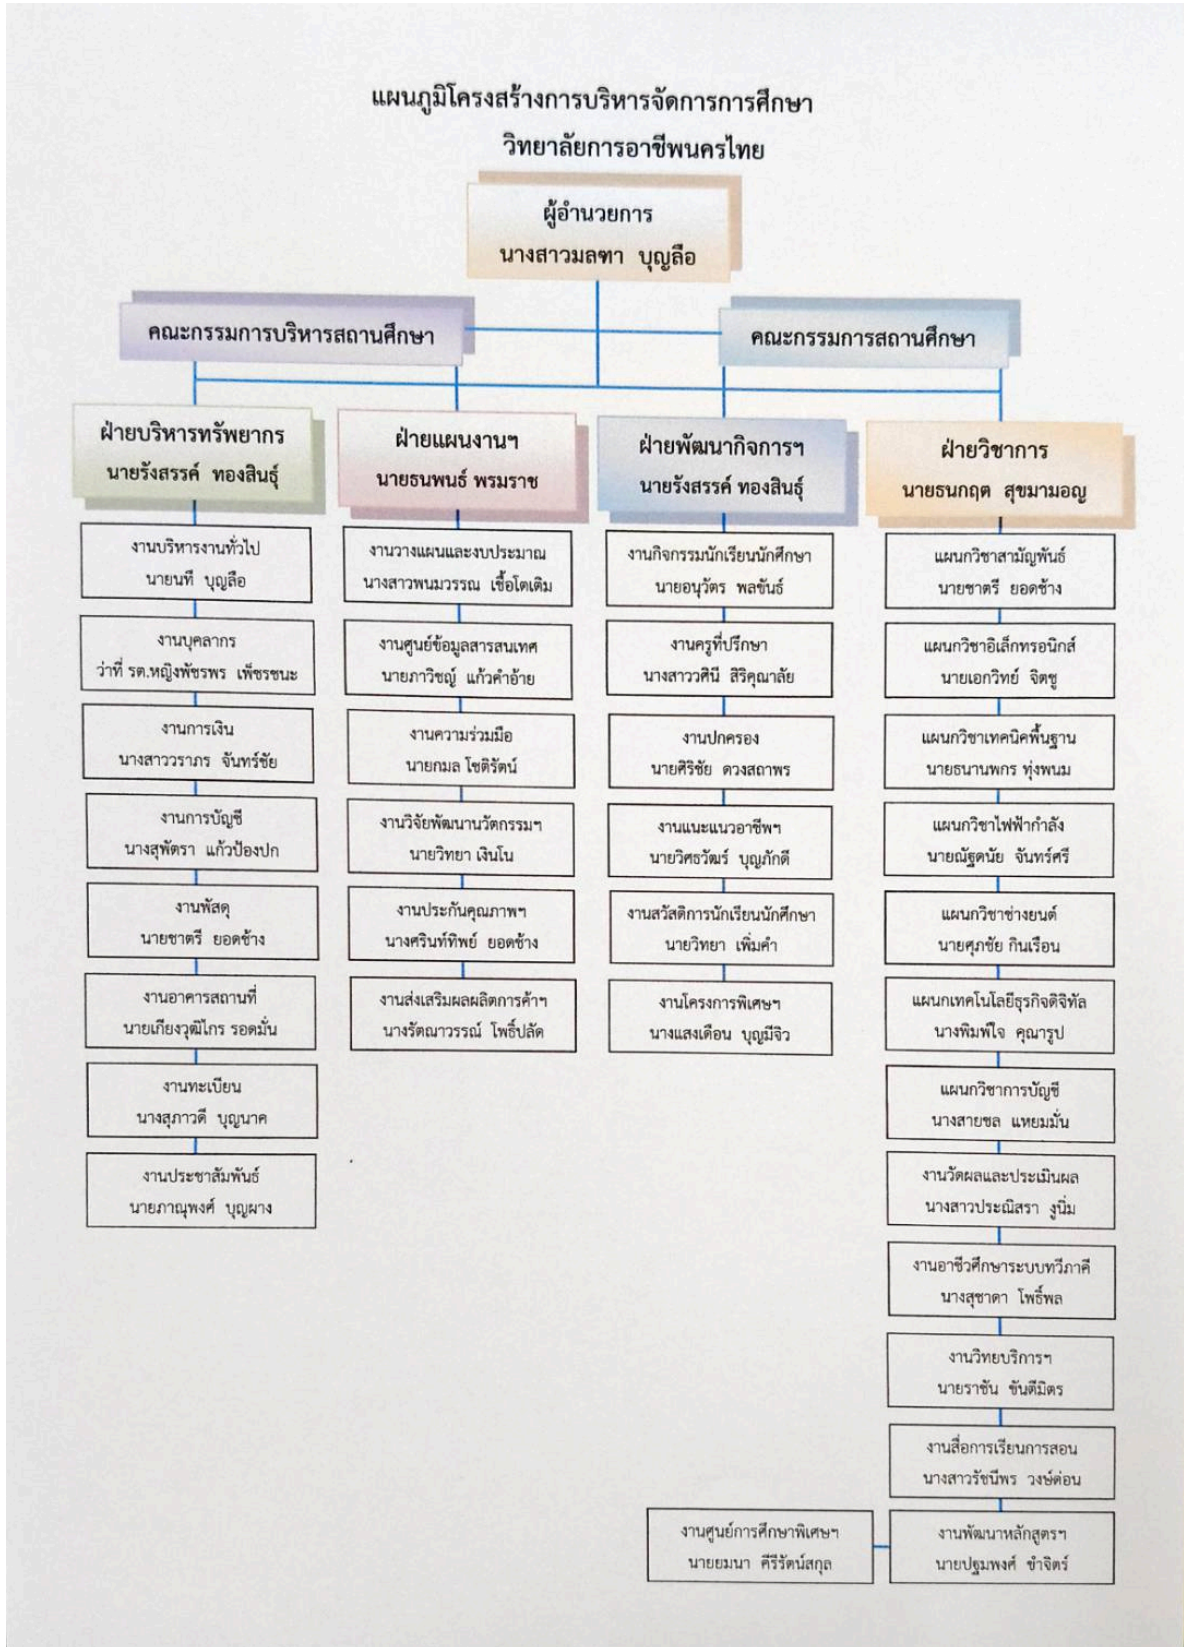 แผนภูมิโครงสร้างการบริหารจัดการการศึกษา
วิทยาลัยการอาชีพนครไทย
ผู้อำนวยการ
นางสาวมลฑา บุญลือ
คณะกรรมการบริหารสถานศึกษา
คณะกรรมการสถานศึกษา
ฝ่ายบริหารทรัพยากร
นายรังสรรค์ ทองสินธุ์
งานบริหารงานทั่วไป
นายนที บุญลือ
งานบุคลากร
ว่าที่ รต.หญิงพัชรพร เพ็ชรชนะ
งานการเงิน
นางสาววราภร จันทร์ชัย
งานการบัญชี
นางสุพัตรา แก้วป้องปก
งานพัสดุ
นายชาตรี ยอดช้าง
งานอาคารสถานที่
นายเกียงวุฒิไกร รอดมั่น
งานทะเบียน
นางสุภาวดี บุญนาค
งานประชาสัมพันธ์
นายภาณุพงศ์ บุญผาง
ฝ่ายแผนงานฯ
นายธนพนธ์ พรมราช
งานวางแผนและงบประมาณ
นางสาวพนมวรรณ เชื้อโตเติม
งานศูนย์ข้อมูลสารสนเทศ
นายภาวิชญ์ แก้วคำอ้าย
งานความร่วมมือ
นายกมล โชติรัตน์
งานวิจัยพัฒนานวัตกรรมฯ
นายวิทยา เงินโน
งานประกันคุณภาพฯ
นางศรินท์ทิพย์ ยอดช้าง
งานส่งเสริมผลผลิตการค้าฯ
นางรัตณาวรรณ์ โพธิ์ปลัด
ฝ่ายพัฒนากิจการฯ
นายรังสรรค์ ทองสินธุ์
งานกิจกรรมนักเรียนนักศึกษา
นายอนุวัตร พลขันธ์
งานครูที่ปรึกษา
นางสาววศินี สิริคุณาลัย
งานปกครอง
นายศิริชัย ดวงสถาพร
งานแนะแนวอาชีพฯ
นายวิศธวัฒร์ บุญภักดี
งานสวัสดิการนักเรียนนักศึกษา
นายวิทยา เพิ่มคำ
งานโครงการพิเศษฯ
นางแสงเดือน บุญมีจิว
ฝ่ายวิชาการ
นายธนกฤต สุขมามอญ
แผนกวิชาสามัญพันธ์
นายชาตรี ยอดช้าง
แผนกวิชาอิเล็กทรอนิกส์
นายเอกวิทย์ จิตชู
แผนกวิชาเทคนิคพื้นฐาน
นายธนานพกร ทุ่งพนม
แผนกวิชาไฟฟ้ากำลัง
นายณัฐดนัย จันทร์ศรี
แผนกวิชาช่างยนต์
นายศุภชัย กินเรือน
แผนกเทคโนโลยีธุรกิจดิจิทัล
นางพิมพ์ใจ คุณารูป
แผนกวิชาการบัญชี
นางสายชล แหยมมั่น
งานวัดผลและประเมินผล
นางสาวประณิสรา งูนิ่ม
งานอาชีวศึกษาระบบทวีภาคี
นางสุชาดา โพธิ์พล
งานวิทยบริการฯ
นายราชัน ขันตีมิตร
งานสื่อการเรียนการสอน
นางสาวรัชนีพร วงษ์ด่อน
งานพัฒนาหลักสูตรฯ
นายปฐมพงศ์ ขำจิตร์
งานศูนย์การศึกษาพิเศษฯ
นายยมนา คีรีรัตน์สกุล